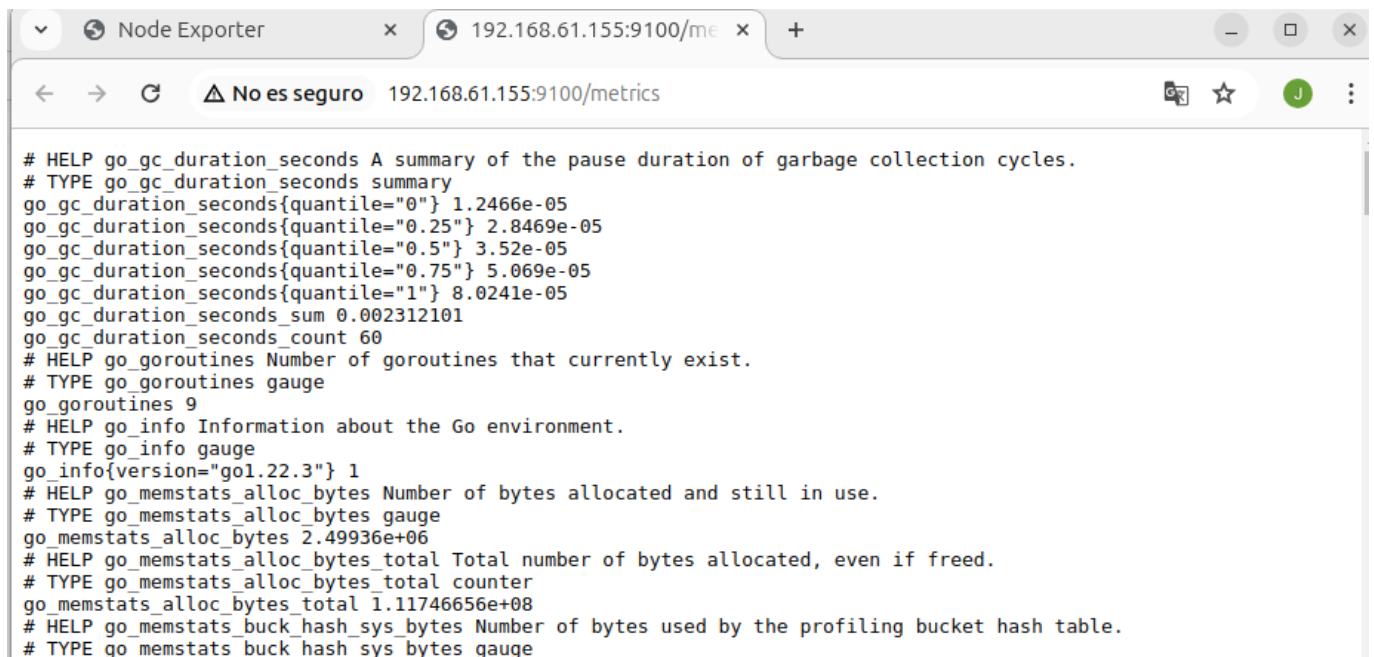 Node Exporter
192.168.61.155:9100/me
No es seguro 192.168.61.155:9100/metrics
J
# HELP go_gc_duration_seconds A summary of the pause duration of garbage collection cycles.
# TYPE go_gc_duration_seconds summary
go_gc_duration_seconds{quantile="0"} 1.2466e-05
go_gc_duration_seconds{quantile="0.25"} 2.8469e-05
go_gc_duration_seconds{quantile="0.5"} 3.52e-05
go_gc_duration_seconds{quantile="0.75"} 5.069e-05
go_gc_duration_seconds{quantile="1"} 8.0241e-05
go_gc_duration_seconds_sum 0.002312101
go_gc_duration_seconds_count 60
# HELP go_goroutines Number of goroutines that currently exist.
# TYPE go_goroutines gauge
go_goroutines 9
# HELP go_info Information about the Go environment.
# TYPE go_info gauge
go_info{version="go1.22.3"} 1
# HELP go_memstats_alloc_bytes Number of bytes allocated and still in use.
# TYPE go_memstats_alloc_bytes gauge
go_memstats_alloc_bytes 2.49936e+06
# HELP go_memstats_alloc_bytes_total Total number of bytes allocated, even if freed.
# TYPE go_memstats_alloc_bytes_total counter
go_memstats_alloc_bytes_total 1.11746656e+08
# HELP go_memstats_buck_hash_sys_bytes Number of bytes used by the profiling bucket hash table.
# TYPE go_memstats_buck_hash_sys_bytes gauge